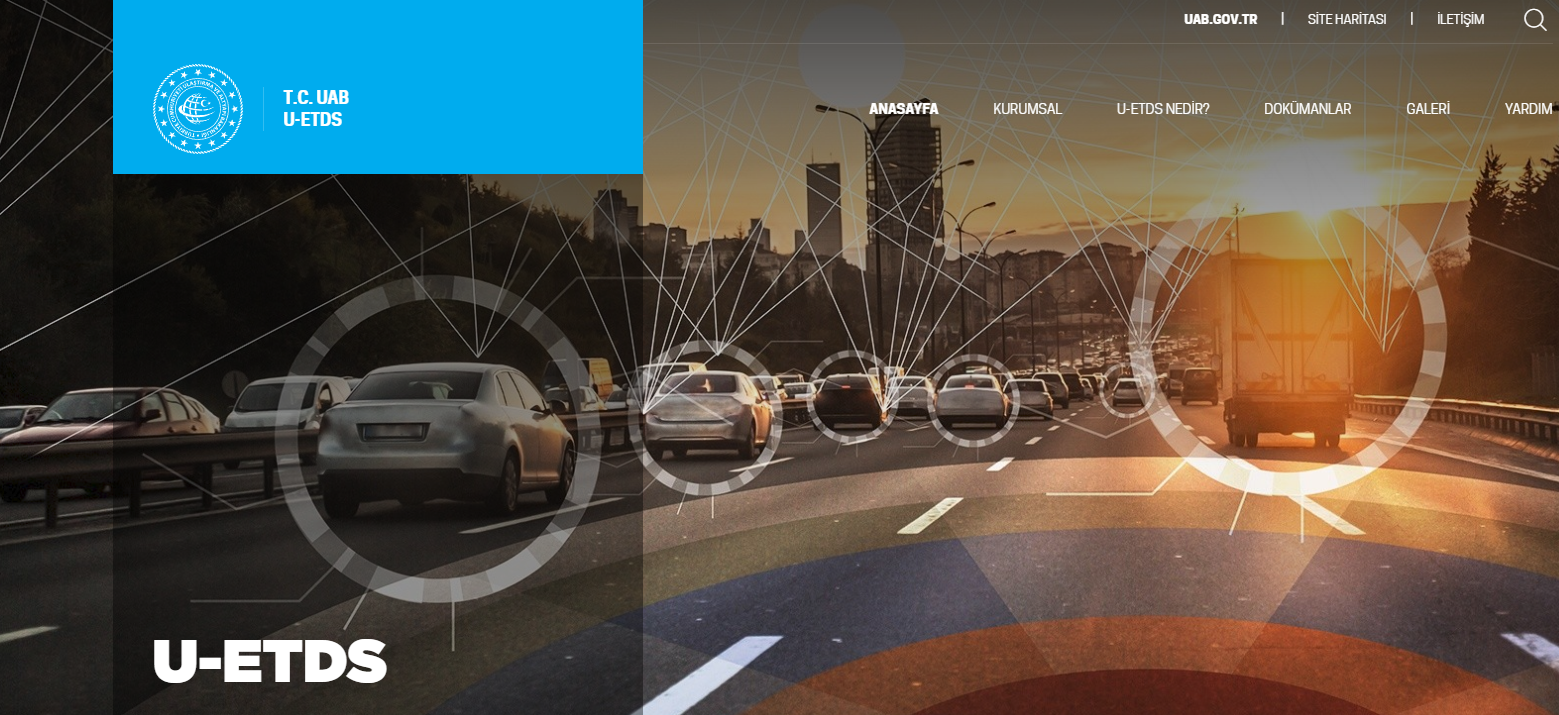 UAB.GOV.TR | SİTE HARİTASI | İLETİŞİM
T.C. UAB
U-ETDS
ANASAYFA KURUMSAL U-ETDS NEDİR? DOKÜMANLAR GALERİ YARDIM
U-ETDS